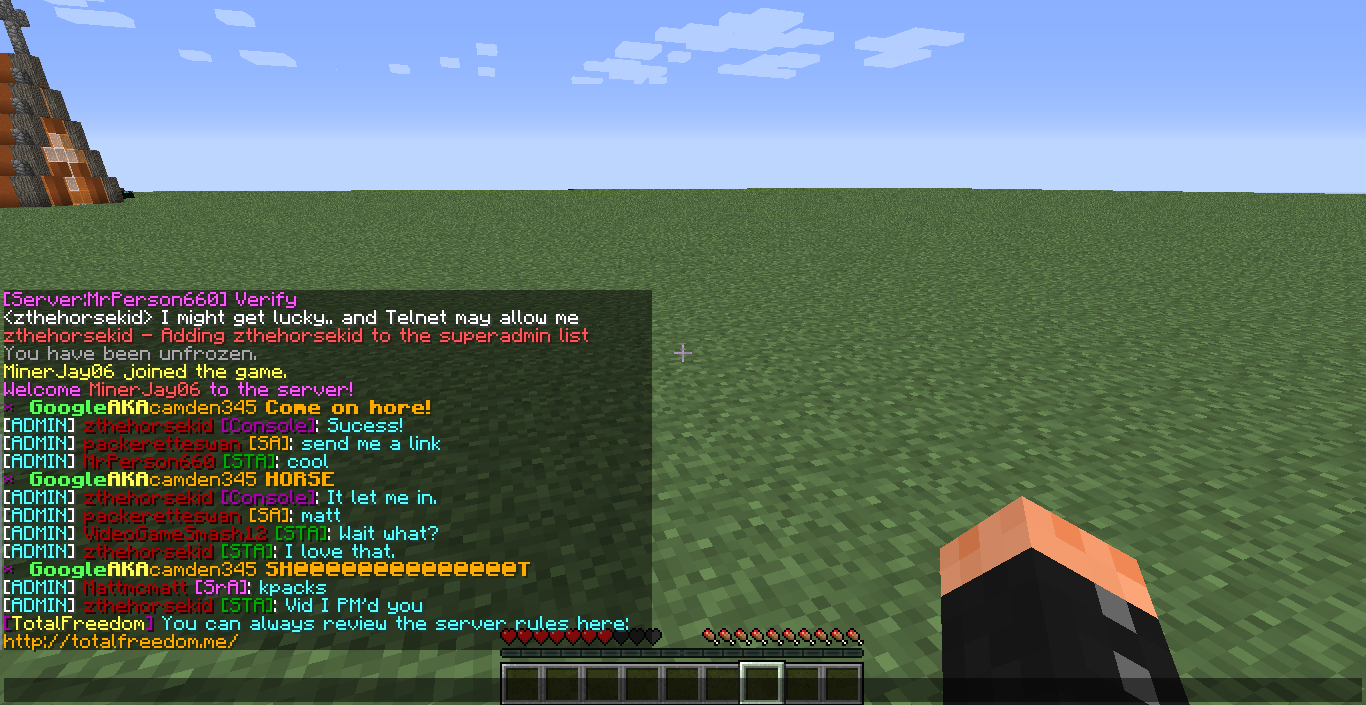 [Server:MrPerson660] Verify
<zthehorsekid> I might get lucky.. and Telnet may allow me
zthehorsekid - Adding zthehorsekid to the superadmin list
You have been unfrozen.
MinerJay06 joined the game.
Welcome MinerJay06 to the server!
* GoogleAKAcamden345 Come on hore!
[ADMIN] zthehorsekid [Console]: Sucess!
[ADMIN] packeretteswan [SA]: send me a link
[ADMIN] MrPerson660 [STA]: cool
* GoogleAKAcamden345 HORSE
[ADMIN] zthehorsekid [Console]: It let me in.
[ADMIN] packeretteswan [SA]: matt
[ADMIN] VideoGameSmash12 [STA]: Wait what?
[ADMIN] zthehorsekid [STA]: I love that.
* GoogleAKAcamden345 SH@@@@@@@@@@@@@@T
[ADMIN] Mattmcmatt [SrA]: kpacks
[ADMIN] zthehorsekid [STA]: Vid I PM'd you
[TotalFreedom] You can always review the server rules here:
http://totalfreedom.me/